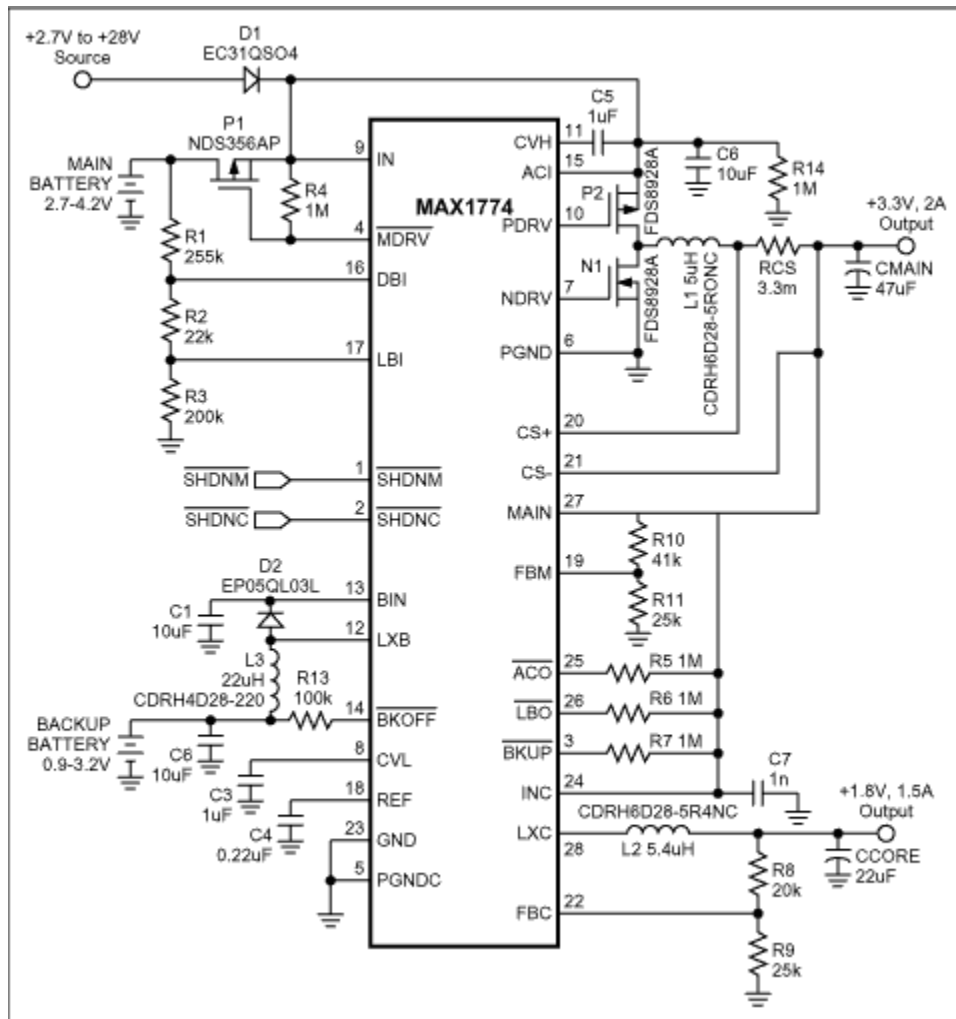 +2.7V to +28V
Source
D1
EC31QSO4
P1
NDS356AP
MAIN
BATTERY
2.7-4.2V
R4
1M
R1
255k
R2
22k
R3
200k
MAX1774
9
IN
4
MDRV
16
DBI
17
LBI
1
SHDNM
SHDNM
2
SHDNC
SHDNC
D2
EP05QL03L
13
BIN
C1
10uF
12
LXB
L3
22uH
CDRH4D28-220
R13
100k
14
BKOFF
BACKUP
BATTERY
0.9-3.2V
C6
10uF
8
CVL
C3
1uF
18
REF
C4
0.22uF
23
GND
5
PGNDC
C5
1uF
CVH
11
ACI
15
C6
10uF
R14
1M
P2
FDS8928A
PDRV
10
N1
FDS8928A
NDRV
7
L1 5uH
CDRH6D28-5RONC
RCS
3.3m
+3.3V, 2A
Output
CMAIN
47uF
PGND
6
CS+
20
CS-
21
MAIN
27
R10
41k
FBM
19
R11
25k
ACO
25
R5 1M
LBO
26
R6 1M
BKUP
3
R7 1M
C7
1n
INC
24
CDRH6D28-5R4NC
+1.8V, 1.5A
Output
LXC
28
L2 5.4uH
CCORE
22uF
R8
20k
FBC
22
R9
25k